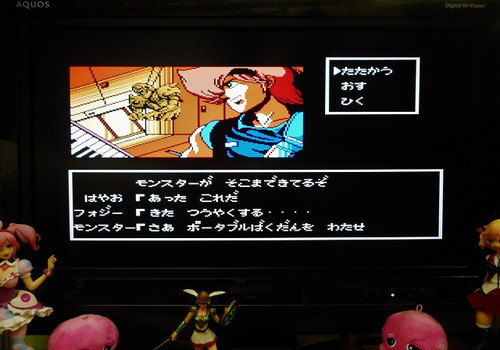 AQUOS
Digital Hi-Vision
▶たたかう
おす
ひく
モンスターが そこまできてるぞ
はやお『あった これだ
フォジー『きた つうやくする・・・・
モンスター『さあ ポータブルばくだんを わたせ